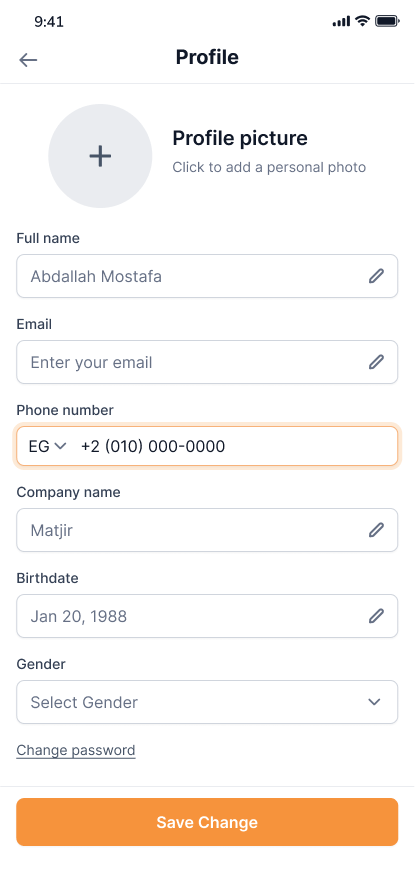 9:41
Profile
Profile picture
Click to add a personal photo
Full name
Abdallah Mostafa
Email
Enter your email
Phone number
EG +2 (010) 000-0000
Company name
Matjir
Birthdate
Jan 20, 1988
Gender
Select Gender
Change password
Save Change